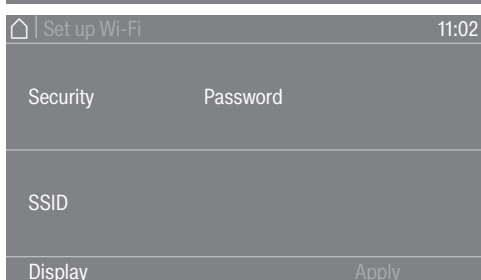 Set up Wi-Fi 11:02
Security Password
SSID
Display Apply